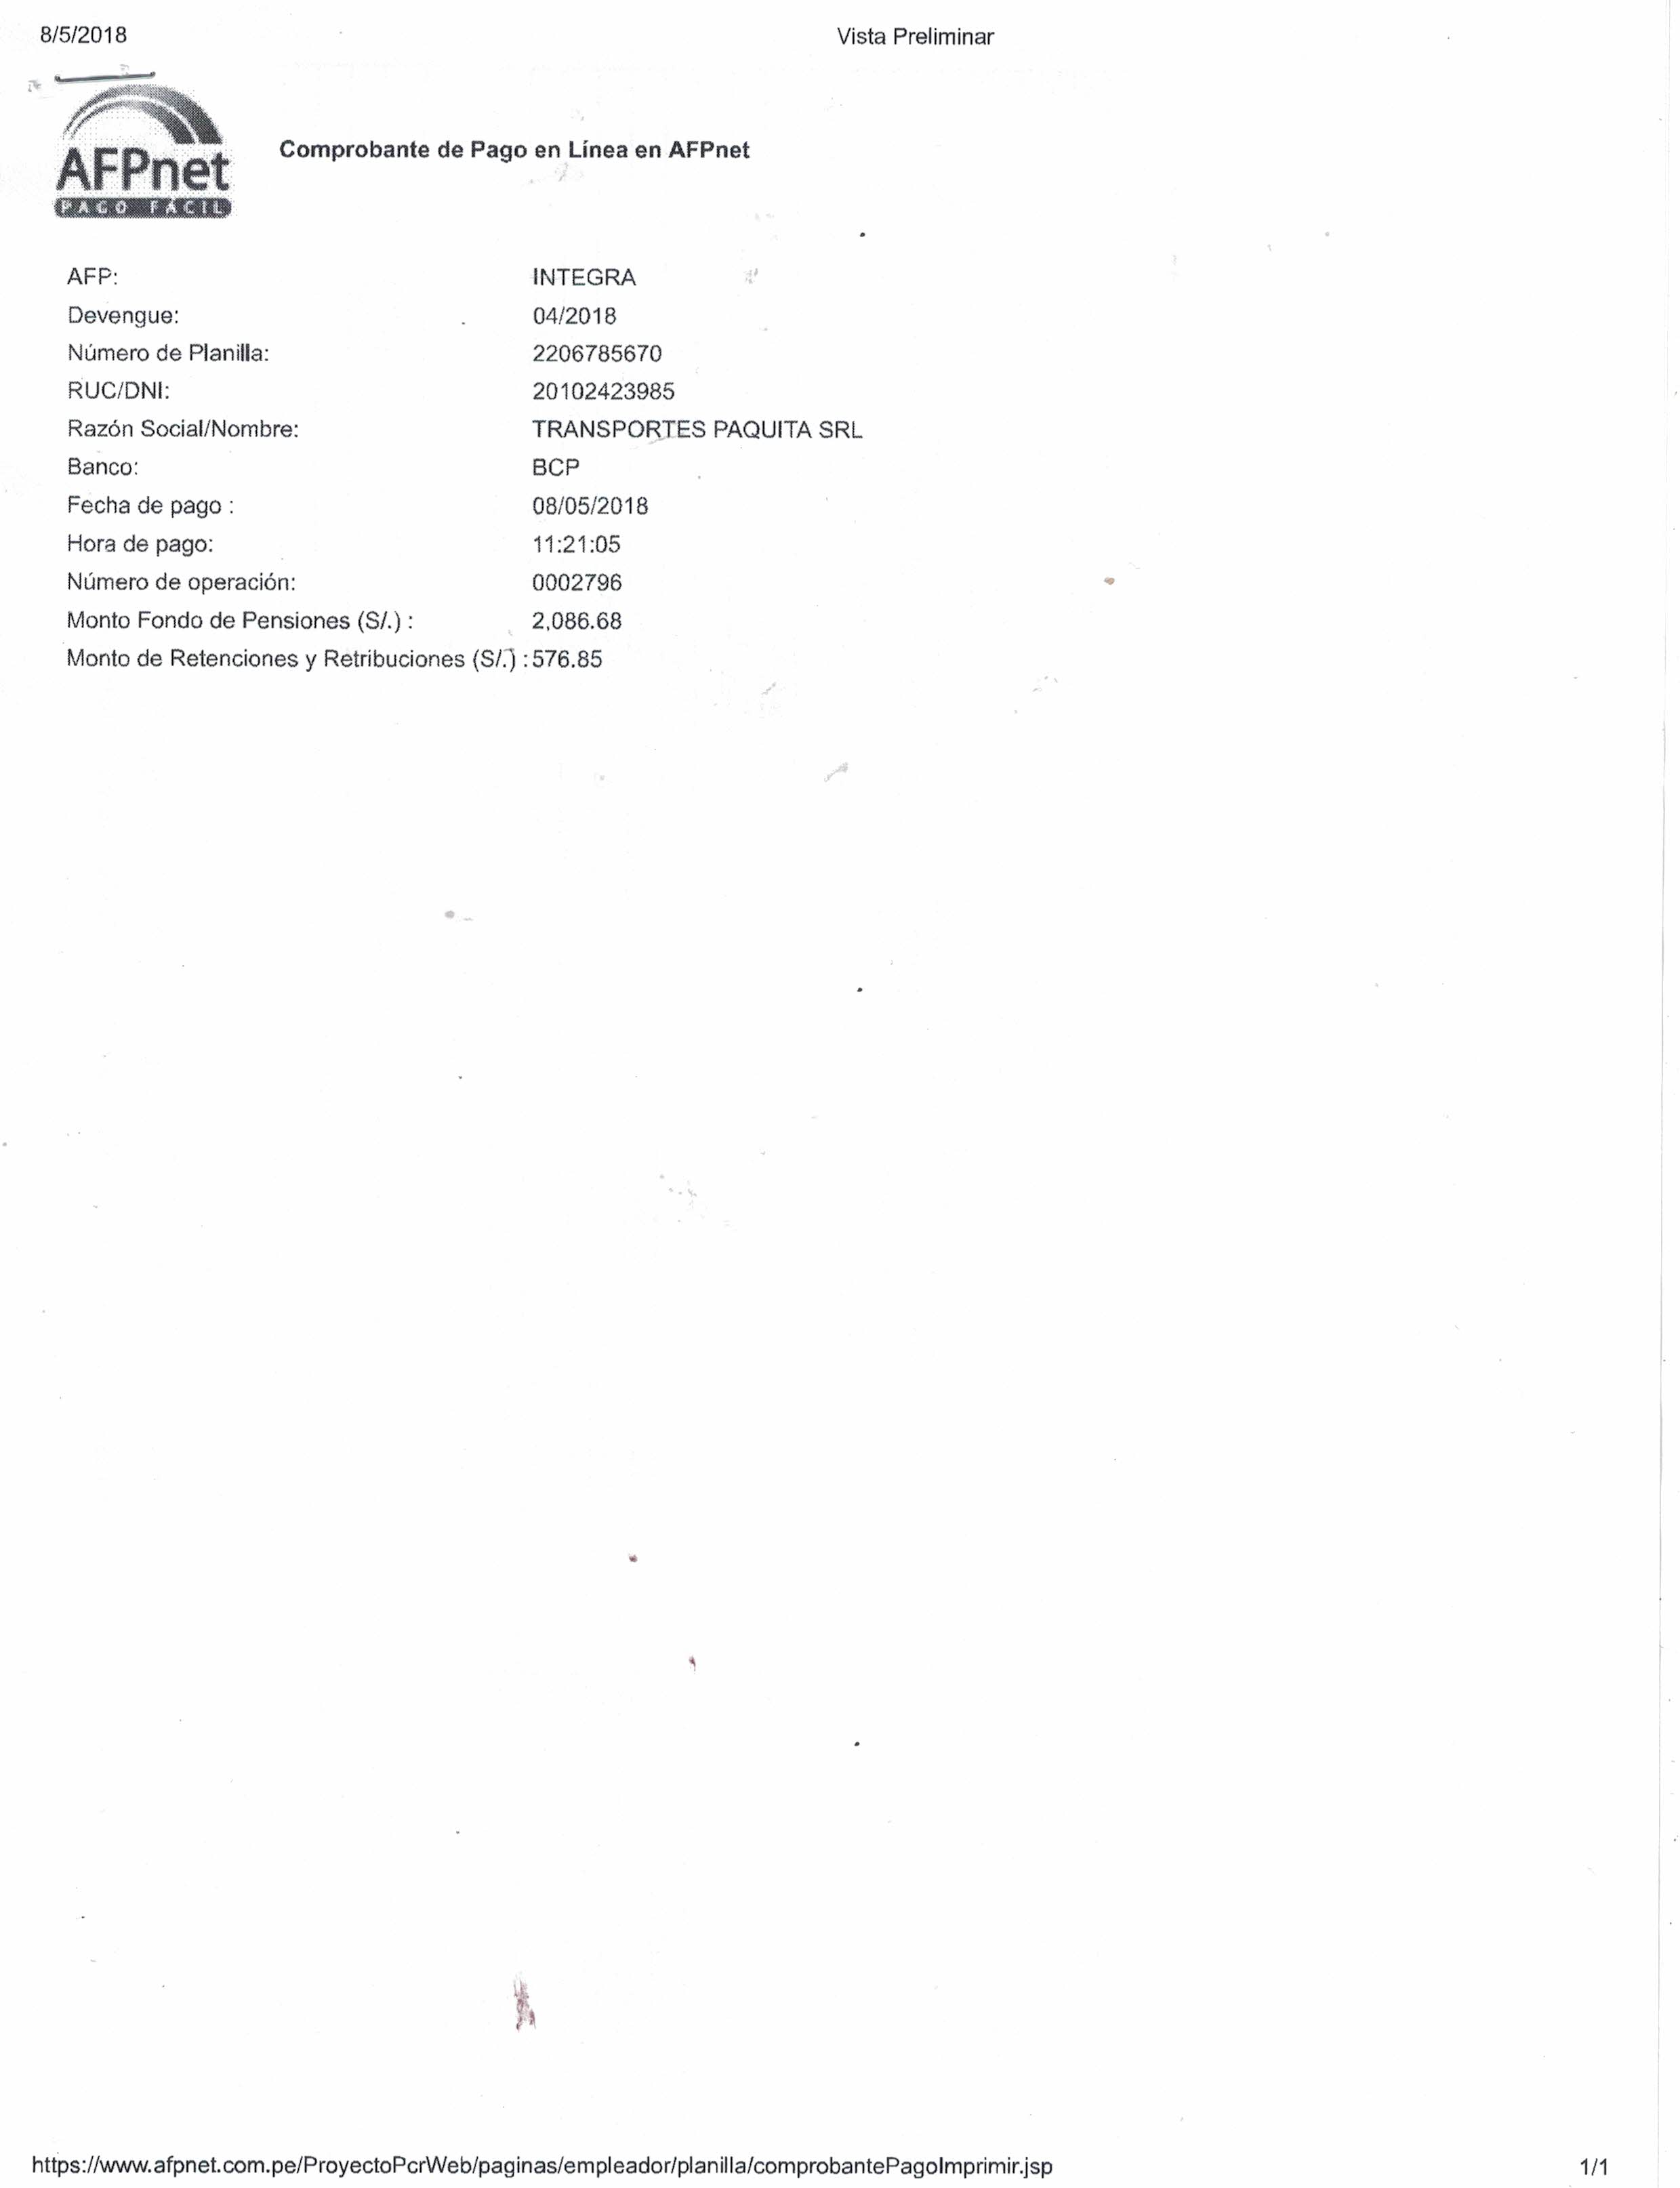 8/5/2018 Vista Preliminar
AFPnet
PAGO FÁCIL
Comprobante de Pago en Línea en AFPnet
AFP: INTEGRA
Devengue: 04/2018
Número de Planilla: 2206785670
RUC/DNI: 20102423985
Razón Social/Nombre: TRANSPORTES PAQUITA SRL
Banco: BCP
Fecha de pago : 08/05/2018
Hora de pago: 11:21:05
Número de operación: 0002796
Monto Fondo de Pensiones (S/.) : 2,086.68
Monto de Retenciones y Retribuciones (S/.) : 576.85
https://www.afpnet.com.pe/ProyectoPcrWeb/paginas/empleador/planilla/comprobantePagoImprimir.jsp 1/1